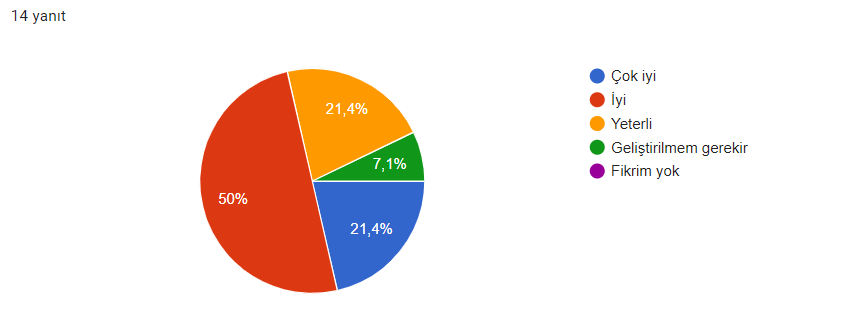 14 yanıt
21,4%
7,1%
50%
21,4%
Çok iyi
İyi
Yeterli
Geliştirilmem gerekir
Fikrim yok